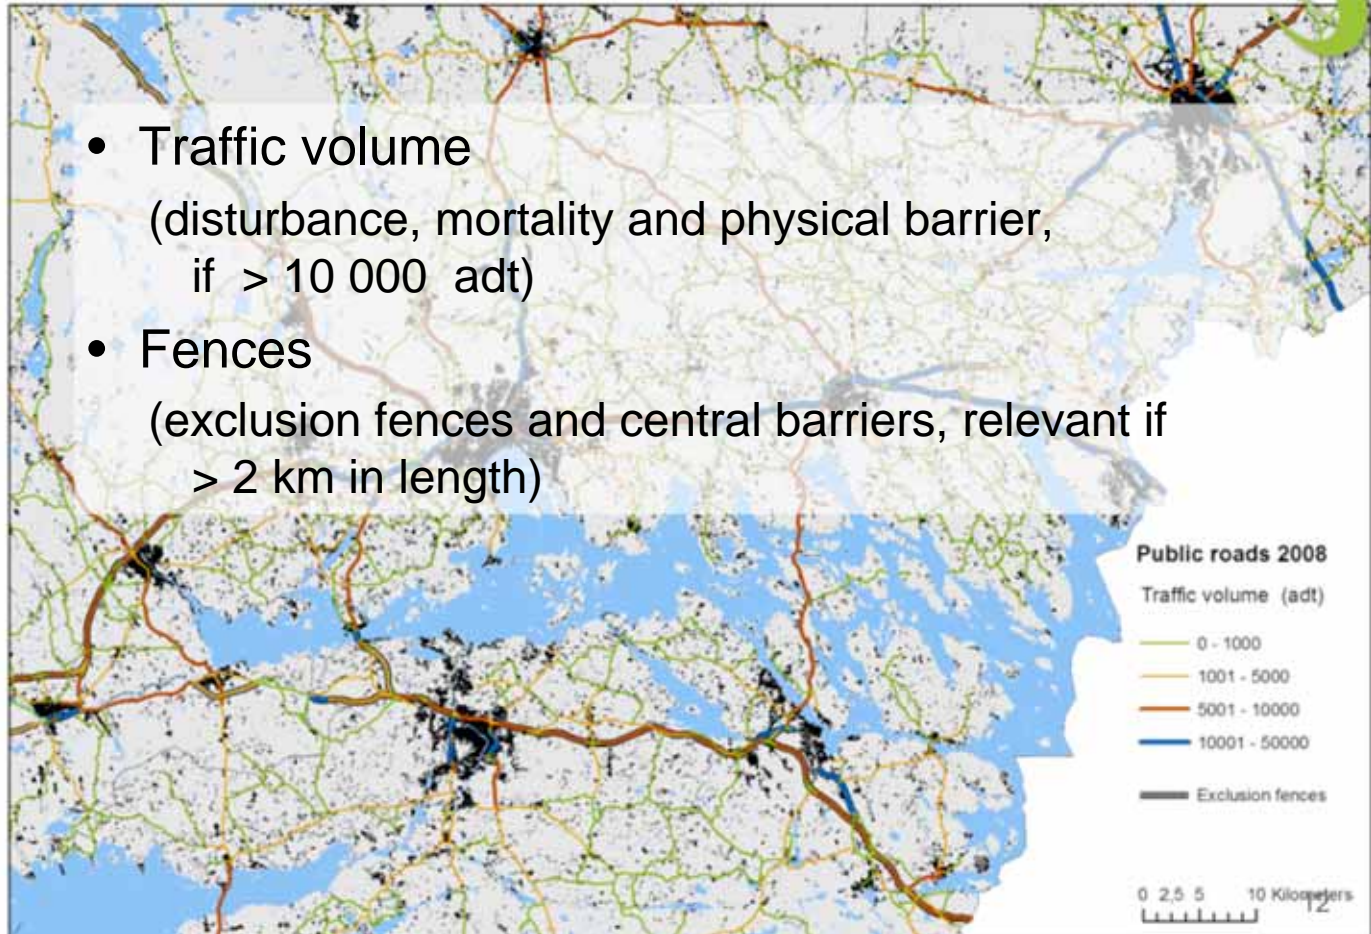 • Traffic volume
(disturbance, mortality and physical barrier,
if > 10 000 adt)
• Fences
(exclusion fences and central barriers, relevant if
> 2 km in length)
Public roads 2008
Traffic volume (adt)
0 - 1000
1001 - 5000
5001 - 10000
10001 - 50000
Exclusion fences
0 2,5 5 10 Kilometers
12